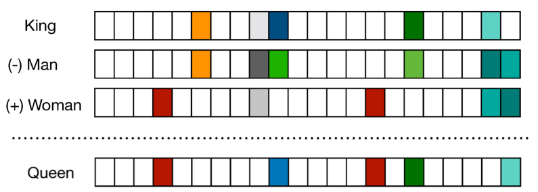 King
(-) Man
(+) Woman
Queen